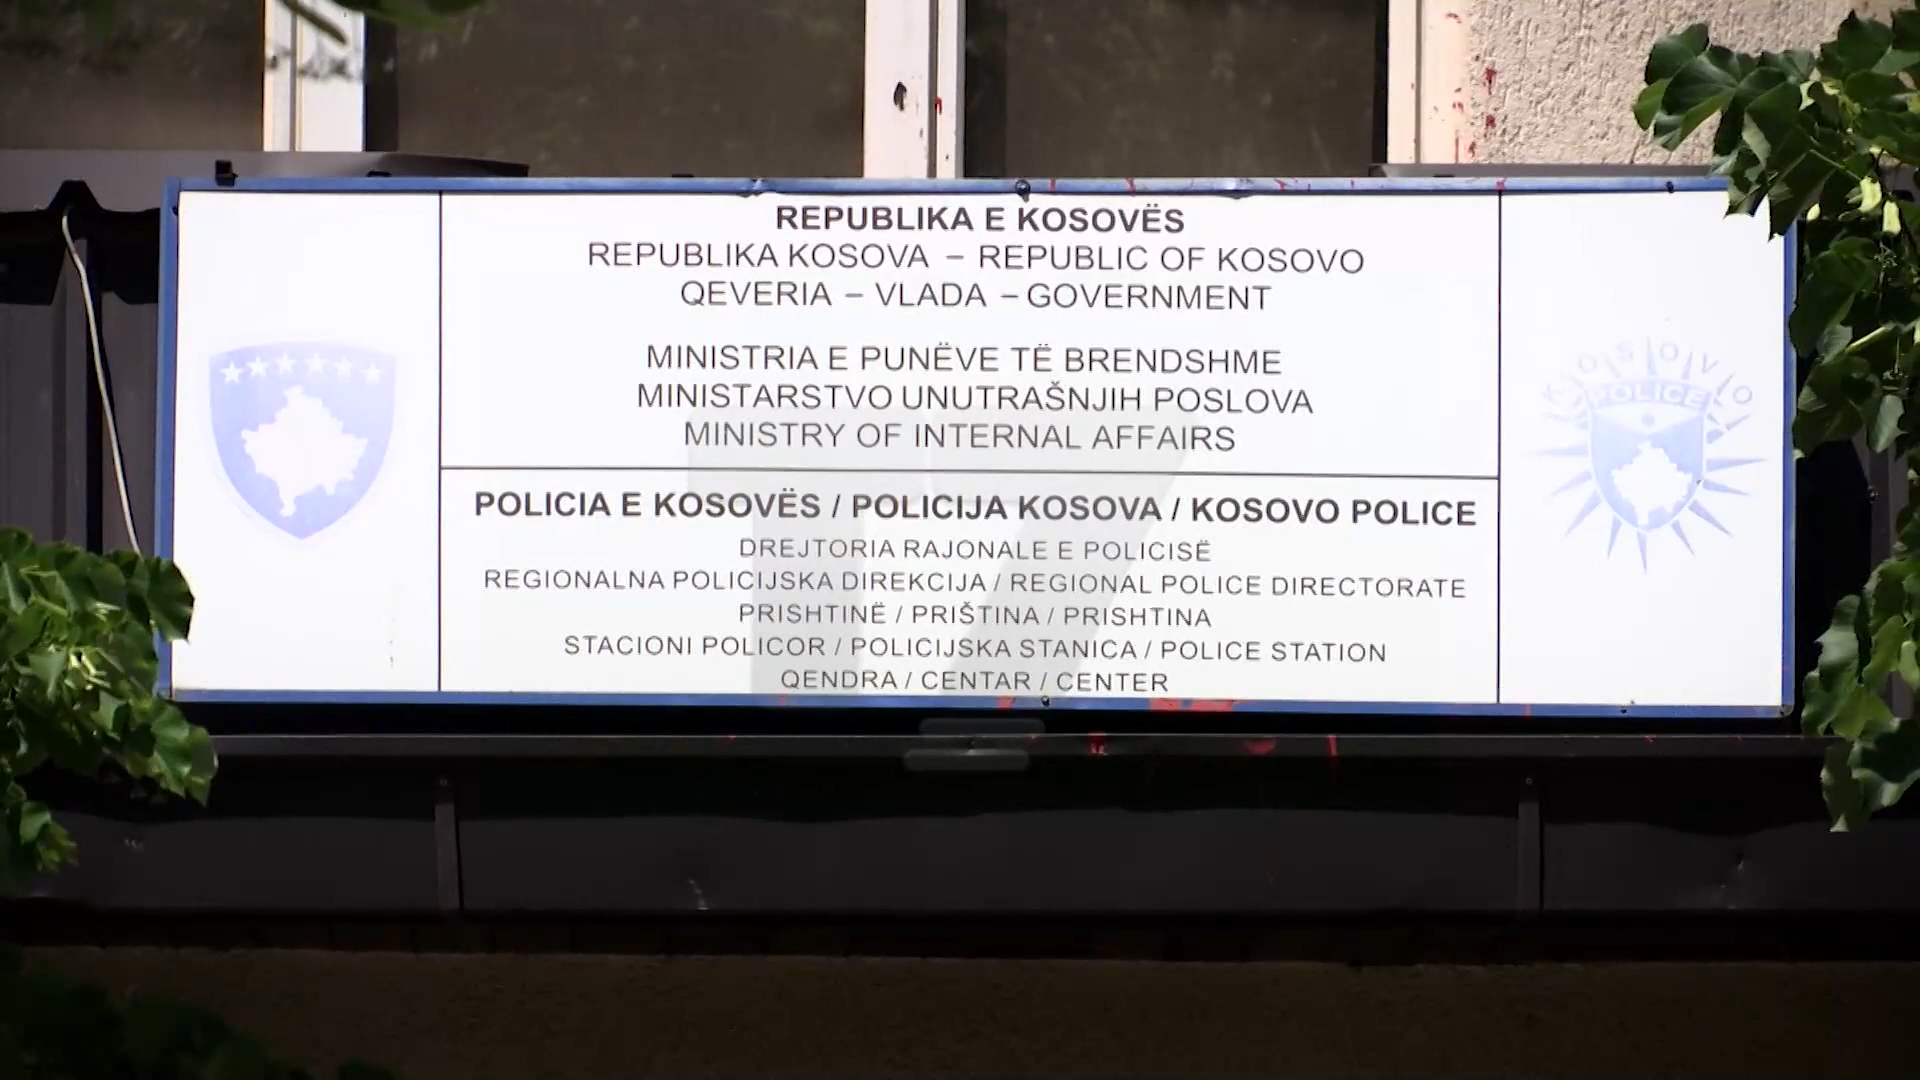 REPUBLIKA E KOSOVËS
REPUBLIKA KOSOVA – REPUBLIC OF KOSOVO
QEVERIA – VLADA – GOVERNMENT
MINISTRIA E PUNËVE TË BRENDSHME
MINISTARSTVO UNUTRAŠNJIH POSLOVA
MINISTRY OF INTERNAL AFFAIRS
POLICIA E KOSOVËS / POLICIJA KOSOVA / KOSOVO POLICE
DREJTORIA RAJONALE E POLICISË
REGIONALNA POLICIJSKA DIREKCIJA / REGIONAL POLICE DIRECTORATE
PRISHTINË / PRIŠTINA / PRISHTINA
STACIONI POLICOR / POLICIJSKA STANICA / POLICE STATION
QENDRA / CENTAR / CENTER
KOSOVO
POLICE